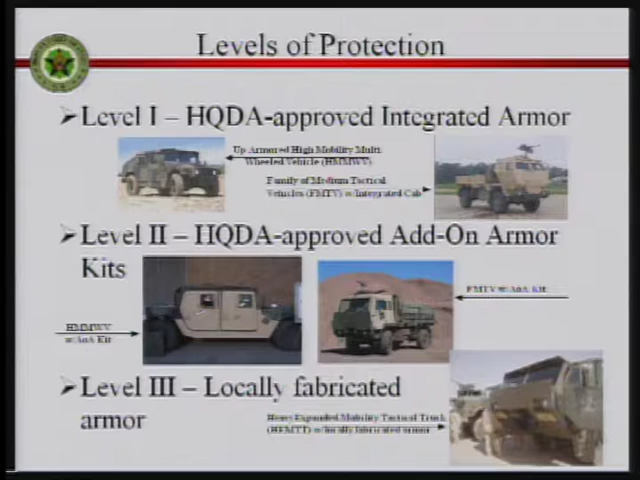 Levels of Protection
➢Level I – HQDA-approved Integrated Armor
Up Armored High Mobility Multi
Wheeled Vehicle (HMMWV)
Family of Medium Tactical
Vehicles (FMTV) w/Integrated Cab
➢Level II – HQDA-approved Add-On Armor
Kits
FMTV w/AoA Kit
HMMWV
w/AoA Kit
➢Level III – Locally fabricated
armor
Heavy Expanded Mobility Tactical Truck
(HEMTT) w/locally fabricated armor